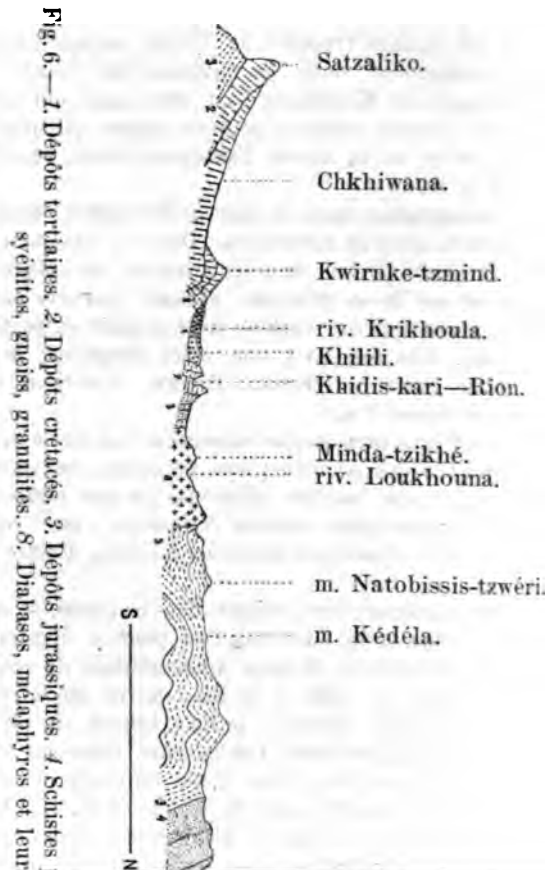 Satzaliko.
Chkhiwana.
Kwirnke-tzmind.
riv. Krikhoula.
Khilili.
Khidis-kari—Rion.
Minda-tzikhé.
riv. Loukhouna.
m. Natobissis-tzwéri.
m. Kédéla.
S
N
Fig. 6.—1. Dépôts tertiaires. 2. Dépôts crétacés. 3. Dépôts jurassiques. 4. Schistes
syénites, gneiss, granulites. 8. Diabases, mélaphyres et leur